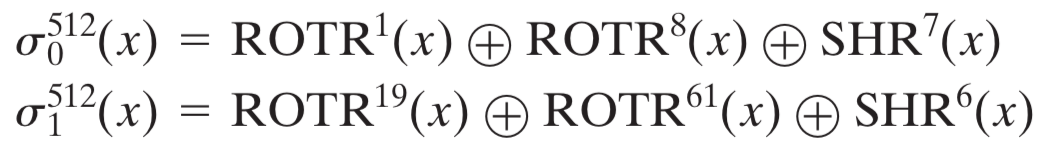 σ₀⁵¹²(x) = ROTR¹(x) ⊕ ROTR⁸(x) ⊕ SHR⁷(x)
σ₁⁵¹²(x) = ROTR¹⁹(x) ⊕ ROTR⁶¹(x) ⊕ SHR⁶(x)